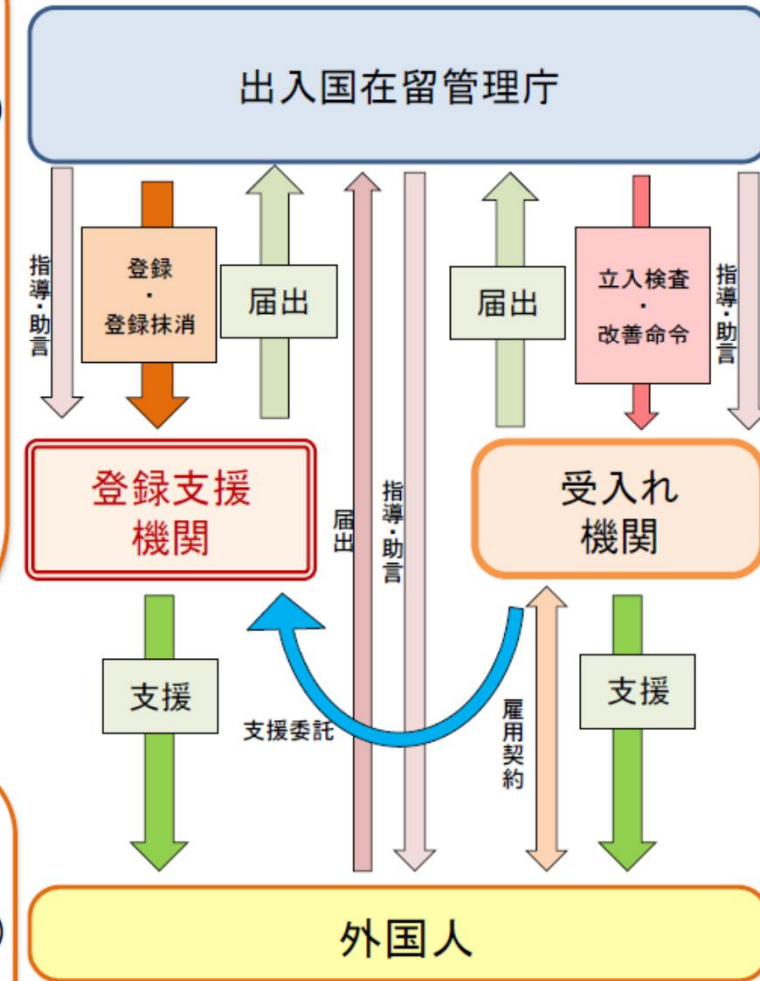 出入国在留管理庁
指導・助言
登録
・
登録抹消
届出
届出
立入検査
・
改善命令
指導・助言
登録支援
機関
届出
指導・助言
受入れ
機関
支援
支援委託
雇用契約
支援
外国人